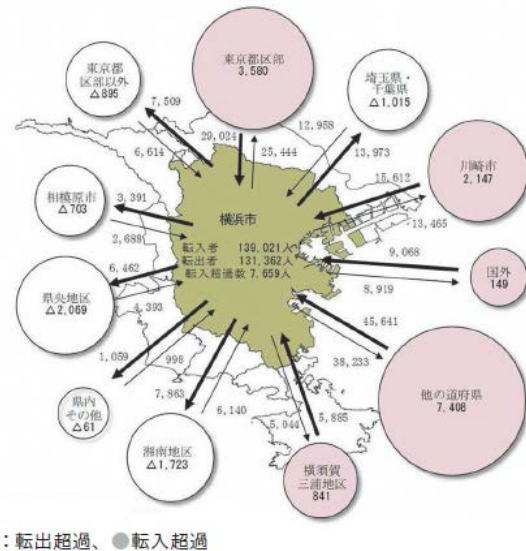 東京都区部
3,580
東京都
区部以外
△895
埼玉県・
千葉県
△1,015
7,509
6,614
29,024
25,444
12,958
13,973
川崎市
2,147
15,612
13,465
相模原市
△703
3,391
2,688
横浜市
転入者 139,021人
転出者 131,362人
転入超過数 7,659人
9,068
8,919
国外
149
県央地区
△2,069
6,462
4,393
45,641
38,233
他の道府県
7,408
1,059
998
県内
その他
△61
7,863
6,140
湘南地区
△1,723
5,044
5,885
横須賀
三浦地区
841
：転出超過、●転入超過